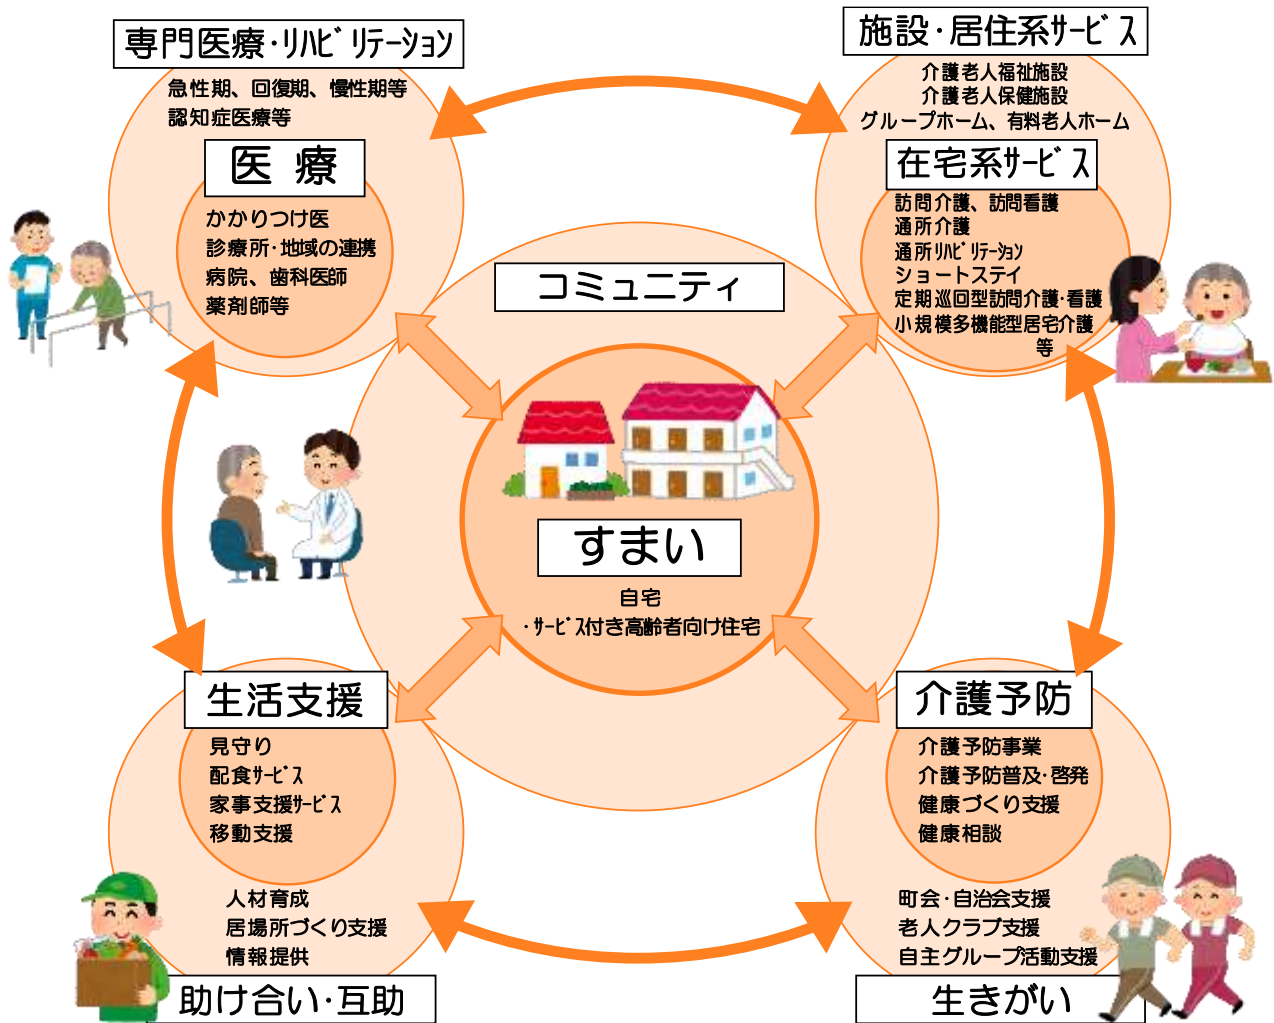 専門医療・リハビリテーション
急性期、回復期、慢性期等
認知症医療等
医 療
かかりつけ医
診療所・地域の連携
病院、歯科医師
薬剤師等
施設・居住系サービス
介護老人福祉施設
介護老人保健施設
グループホーム、有料老人ホーム
在宅系サービス
訪問介護、訪問看護
通所介護
通所リハビリテーション
ショートステイ
定期巡回型訪問介護・看護
小規模多機能型居宅介護
等
コミュニティ
すまい
自宅
・サービス付き高齢者向け住宅
生活支援
見守り
配食サービス
家事支援サービス
移動支援
人材育成
居場所づくり支援
情報提供
助け合い・互助
介護予防
介護予防事業
介護予防普及・啓発
健康づくり支援
健康相談
町会・自治会支援
老人クラブ支援
自主グループ活動支援
生きがい